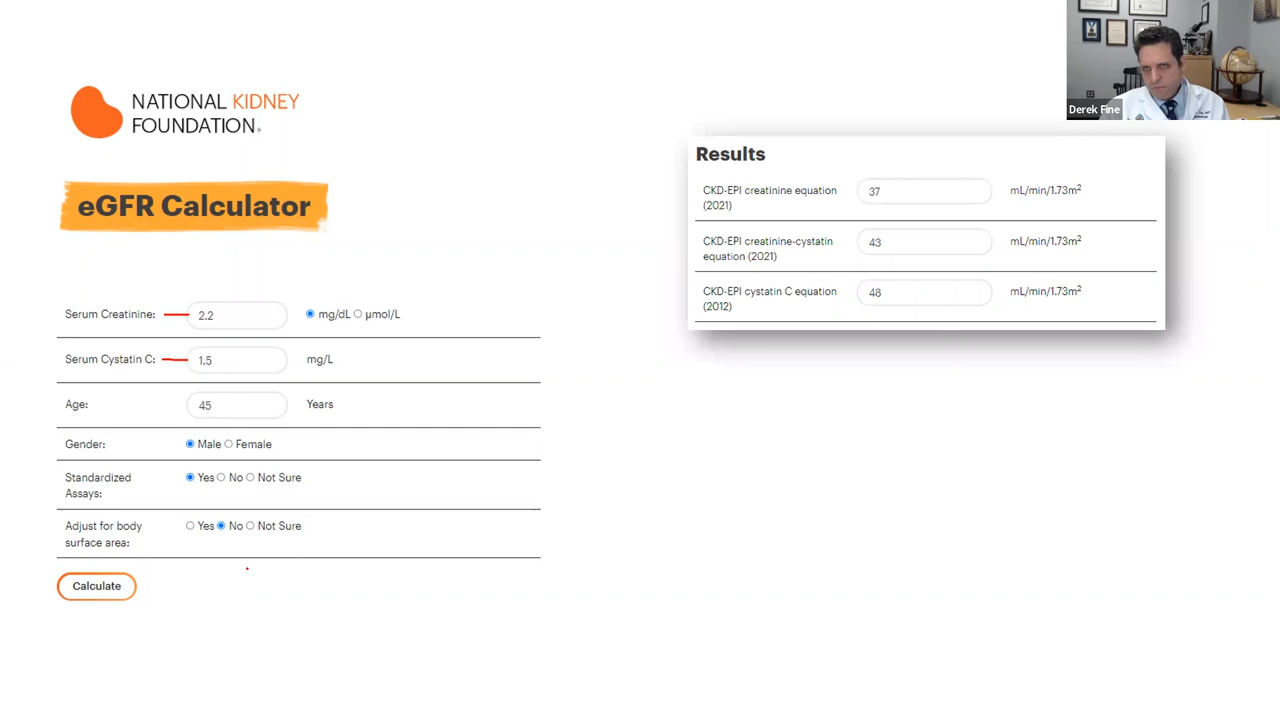 Derek Fine
NATIONAL KIDNEY
FOUNDATION®
eGFR Calculator
Serum Creatinine: 2.2 mg/dL µmol/L
Serum Cystatin C: 1.5 mg/L
Age: 45 Years
Gender: Male Female
Standardized
Assays:
Yes No Not Sure
Adjust for body
surface area:
Yes No Not Sure
Calculate
Results
CKD-EPI creatinine equation
(2021)
37 mL/min/1.73m²
CKD-EPI creatinine-cystatin
equation (2021)
43 mL/min/1.73m²
CKD-EPI cystatin C equation
(2012)
48 mL/min/1.73m²